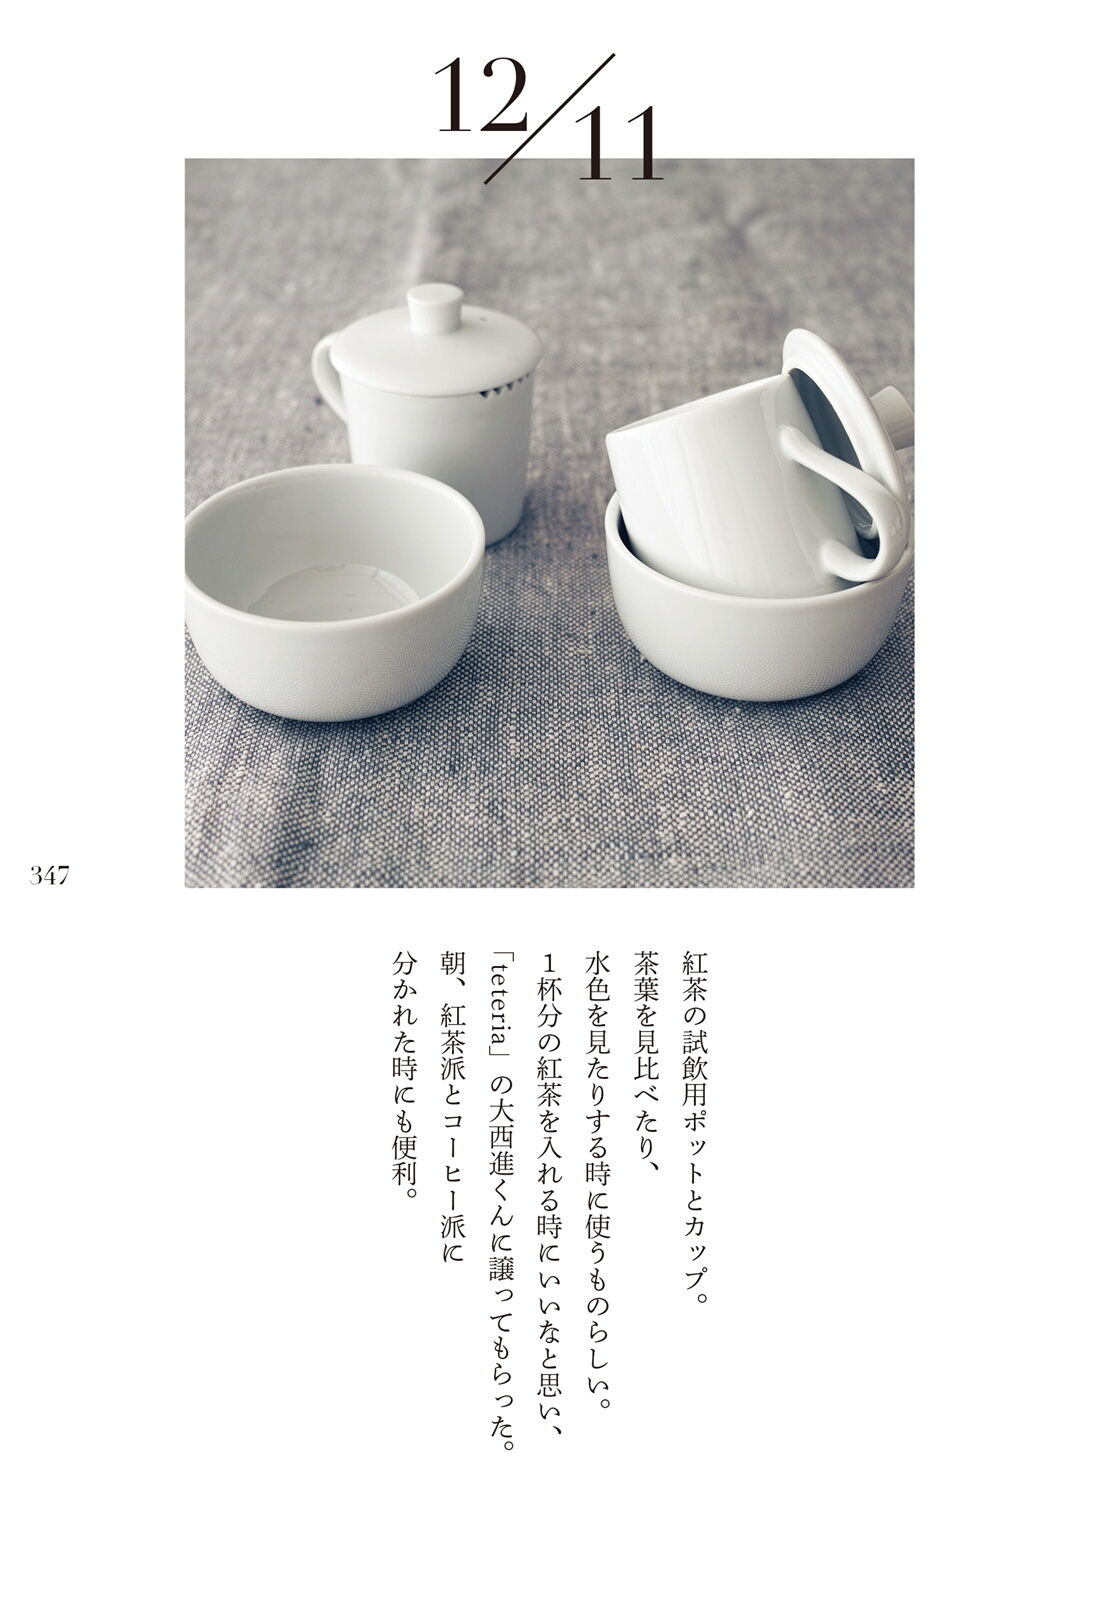 12/11
347
紅茶の試飲用ポットとカップ。
茶葉を見比べたり、
水色を見たりする時に使うものらしい。
１杯分の紅茶を入れる時にいいなと思い、
「teteria」の大西進くんに譲ってもらった。
朝、紅茶派とコーヒー派に
分かれた時にも便利。